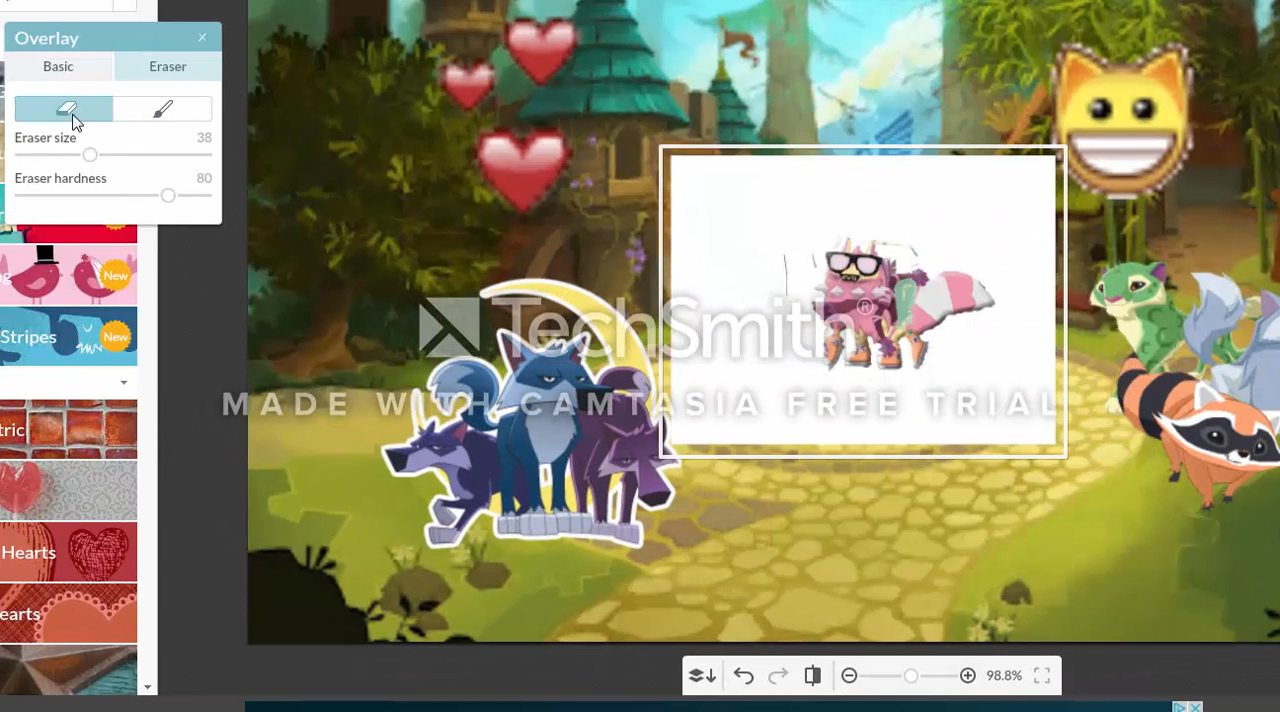 Overlay ×
Basic Eraser
Eraser size 38
Eraser hardness 80
New
Stripes New
TechSmith®
MADE WITH CAMTASIA FREE TRIAL
tric
Hearts
earts
98.8%